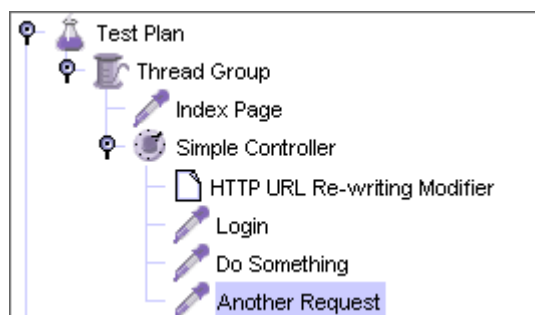 Test Plan
Thread Group
Index Page
Simple Controller
HTTP URL Re-writing Modifier
Login
Do Something
Another Request